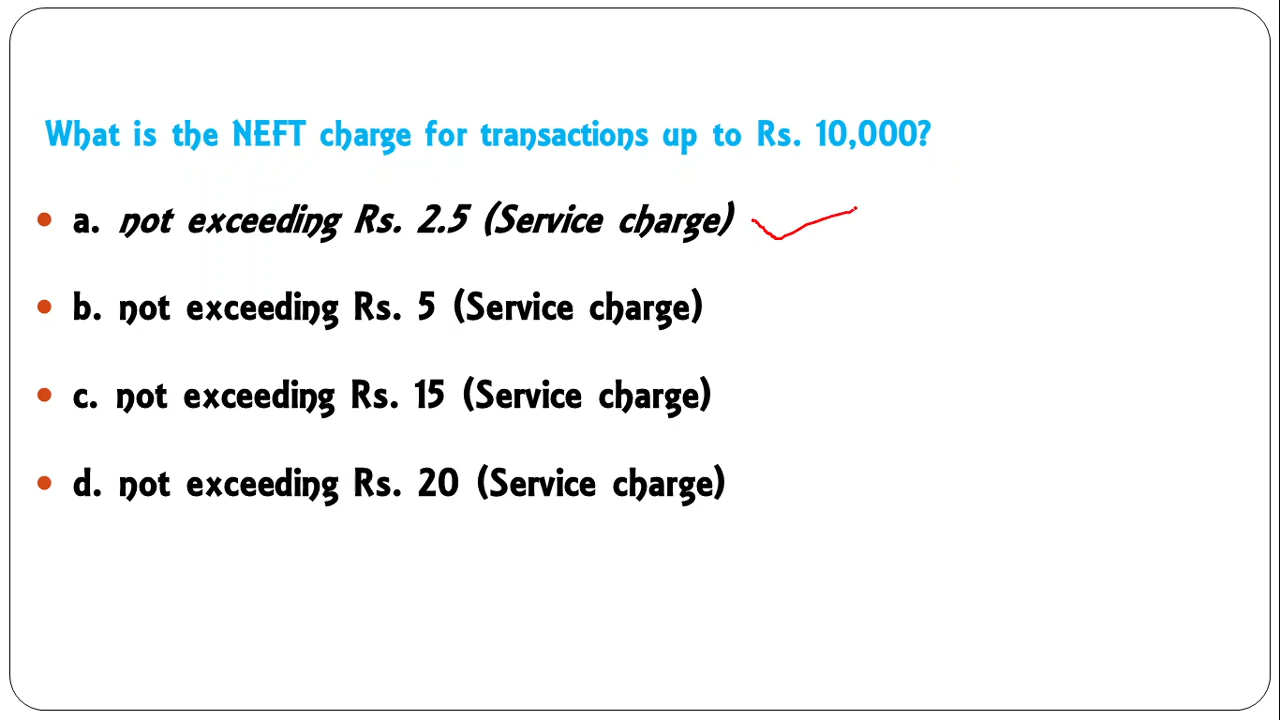 What is the NEFT charge for transactions up to Rs. 10,000?
• a. not exceeding Rs. 2.5 (Service charge)
• b. not exceeding Rs. 5 (Service charge)
• c. not exceeding Rs. 15 (Service charge)
• d. not exceeding Rs. 20 (Service charge)